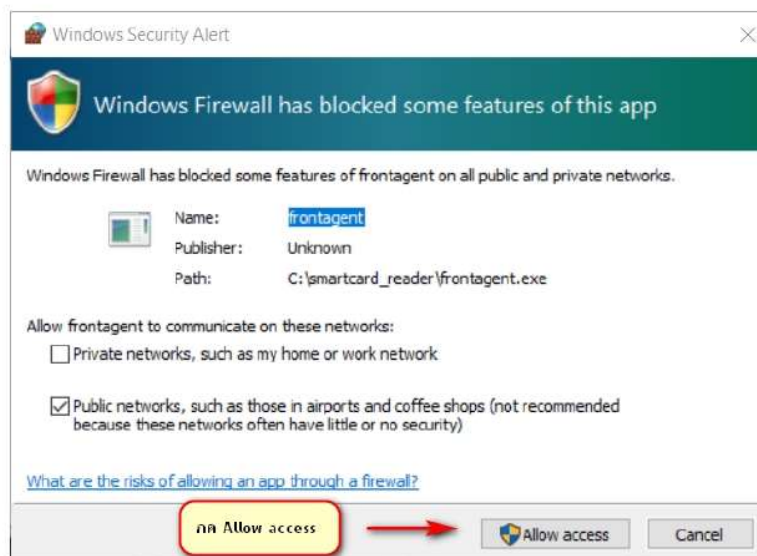 Windows Security Alert
Windows Firewall has blocked some features of this app
Windows Firewall has blocked some features of frontagent on all public and private networks.
Name: frontagent
Publisher: Unknown
Path: C:\smartcard_reader\frontagent.exe
Allow frontagent to communicate on these networks:
Private networks, such as my home or work network
Public networks, such as those in airports and coffee shops (not recommended
because these networks often have little or no security)
What are the risks of allowing an app through a firewall?
กด Allow access
Allow access
Cancel